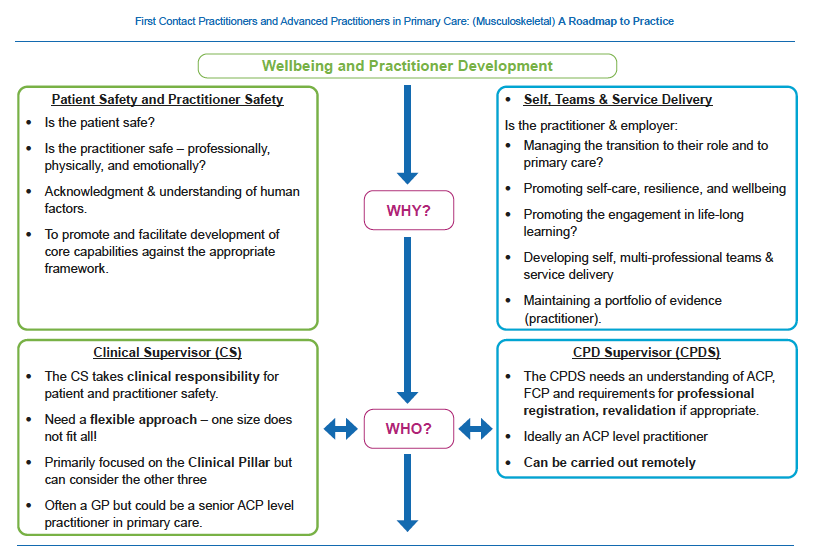 First Contact Practitioners and Advanced Practitioners in Primary Care: (Musculoskeletal) A Roadmap to Practice
Wellbeing and Practitioner Development
Patient Safety and Practitioner Safety
• Is the patient safe?
• Is the practitioner safe – professionally,
physically, and emotionally?
• Acknowledgment & understanding of human
factors.
• To promote and facilitate development of
core capabilities against the appropriate
framework.
WHY?
• Self, Teams & Service Delivery
Is the practitioner & employer:
• Managing the transition to their role and to
primary care?
• Promoting self-care, resilience, and wellbeing
• Promoting the engagement in life-long
learning?
• Developing self, multi-professional teams &
service delivery
• Maintaining a portfolio of evidence
(practitioner).
Clinical Supervisor (CS)
• The CS takes clinical responsibility for
patient and practitioner safety.
• Need a flexible approach – one size does
not fit all!
• Primarily focused on the Clinical Pillar but
can consider the other three
• Often a GP but could be a senior ACP level
practitioner in primary care.
WHO?
CPD Supervisor (CPDS)
• The CPDS needs an understanding of ACP,
FCP and requirements for professional
registration, revalidation if appropriate.
• Ideally an ACP level practitioner
• Can be carried out remotely